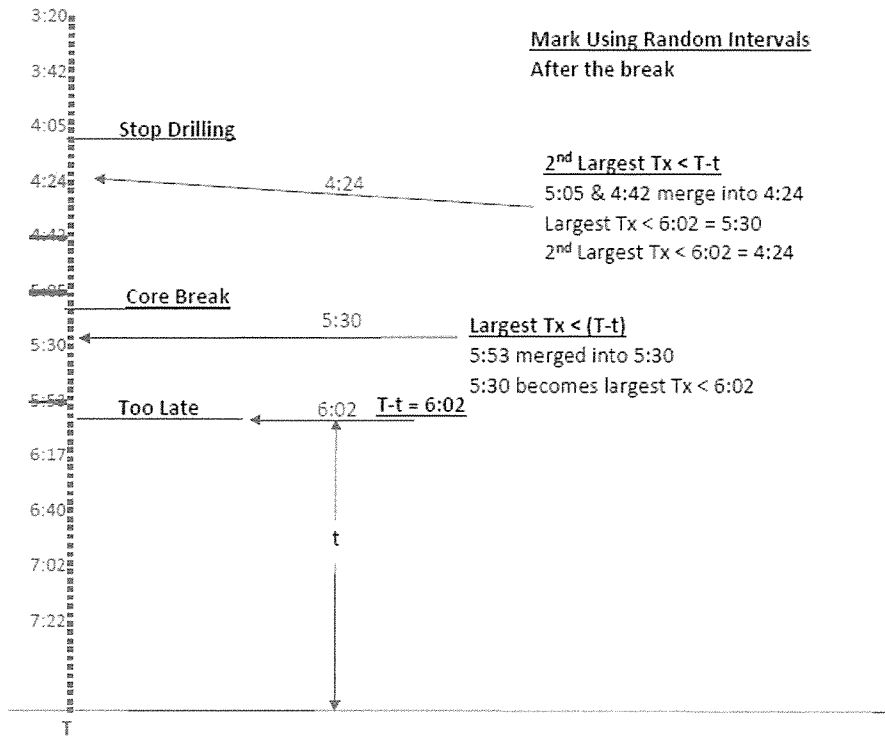 3:20
Mark Using Random Intervals
After the break
3:42
4:05
Stop Drilling
2nd Largest Tx < T-t
5:05 & 4:42 merge into 4:24
Largest Tx < 6:02 = 5:30
2nd Largest Tx < 6:02 = 4:24
4:24
4:24
4:42
5:05
Core Break
5:30
Largest Tx < (T-t)
5:53 merged into 5:30
5:30 becomes largest Tx < 6:02
5:30
5:53
Too Late
6:02
T-t = 6:02
6:17
6:40
t
7:02
7:22
T